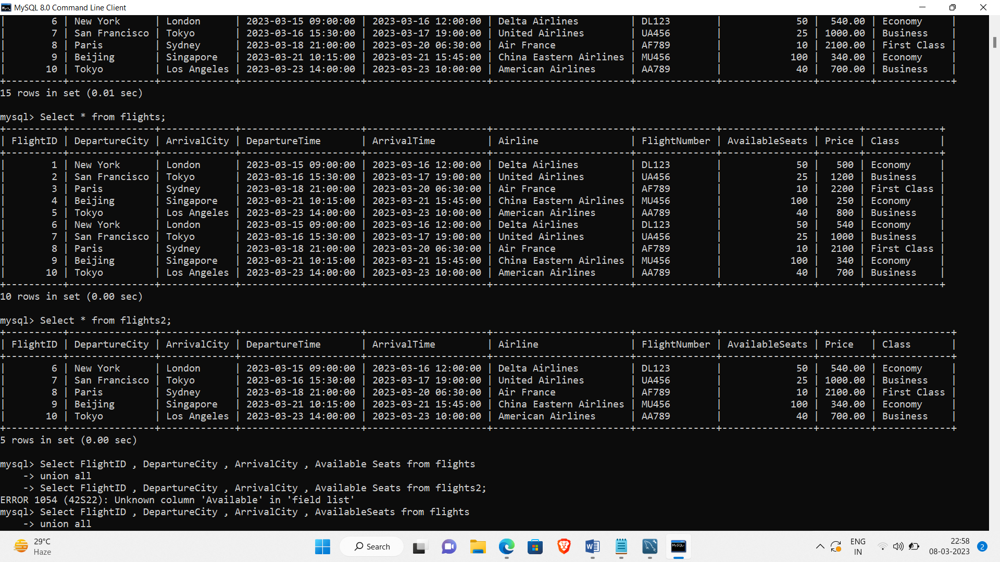 MySQL 8.0 Command Line Client
|        6 | New York      | London      | 2023-03-15 09:00:00 | 2023-03-16 12:00:00 | Delta Airlines         | DL123        |             50 |  540.00 | Economy     |
|        7 | San Francisco | Tokyo       | 2023-03-16 15:30:00 | 2023-03-17 19:00:00 | United Airlines        | UA456        |             25 | 1000.00 | Business    |
|        8 | Paris         | Sydney      | 2023-03-18 21:00:00 | 2023-03-20 06:30:00 | Air France             | AF789        |             10 | 2100.00 | First Class |
|        9 | Beijing       | Singapore   | 2023-03-21 10:15:00 | 2023-03-21 15:45:00 | China Eastern Airlines | MU456        |            100 |  340.00 | Economy     |
|       10 | Tokyo         | Los Angeles | 2023-03-23 14:00:00 | 2023-03-23 10:00:00 | American Airlines      | AA789        |             40 |  700.00 | Business    |
+----------+---------------+-------------+---------------------+---------------------+------------------------+--------------+----------------+---------+-------------+
15 rows in set (0.01 sec)
mysql> Select * from flights;
+----------+---------------+-------------+---------------------+---------------------+------------------------+--------------+----------------+-------+-------------+
| FlightID | DepartureCity | ArrivalCity | DepartureTime       | ArrivalTime         | Airline                | FlightNumber | AvailableSeats | Price | Class       |
+----------+---------------+-------------+---------------------+---------------------+------------------------+--------------+----------------+-------+-------------+
|        1 | New York      | London      | 2023-03-15 09:00:00 | 2023-03-16 12:00:00 | Delta Airlines         | DL123        |             50 |   500 | Economy     |
|        2 | San Francisco | Tokyo       | 2023-03-16 15:30:00 | 2023-03-17 19:00:00 | United Airlines        | UA456        |             25 |  1200 | Business    |
|        3 | Paris         | Sydney      | 2023-03-18 21:00:00 | 2023-03-20 06:30:00 | Air France             | AF789        |             10 |  2200 | First Class |
|        4 | Beijing       | Singapore   | 2023-03-21 10:15:00 | 2023-03-21 15:45:00 | China Eastern Airlines | MU456        |            100 |   250 | Economy     |
|        5 | Tokyo         | Los Angeles | 2023-03-23 14:00:00 | 2023-03-23 10:00:00 | American Airlines      | AA789        |             40 |   800 | Business    |
|        6 | New York      | London      | 2023-03-15 09:00:00 | 2023-03-16 12:00:00 | Delta Airlines         | DL123        |             50 |   540 | Economy     |
|        7 | San Francisco | Tokyo       | 2023-03-16 15:30:00 | 2023-03-17 19:00:00 | United Airlines        | UA456        |             25 |  1000 | Business    |
|        8 | Paris         | Sydney      | 2023-03-18 21:00:00 | 2023-03-20 06:30:00 | Air France             | AF789        |             10 |  2100 | First Class |
|        9 | Beijing       | Singapore   | 2023-03-21 10:15:00 | 2023-03-21 15:45:00 | China Eastern Airlines | MU456        |            100 |   340 | Economy     |
|       10 | Tokyo         | Los Angeles | 2023-03-23 14:00:00 | 2023-03-23 10:00:00 | American Airlines      | AA789        |             40 |   700 | Business    |
+----------+---------------+-------------+---------------------+---------------------+------------------------+--------------+----------------+-------+-------------+
10 rows in set (0.00 sec)
mysql> Select * from flights2;
+----------+---------------+-------------+---------------------+---------------------+------------------------+--------------+----------------+---------+-------------+
| FlightID | DepartureCity | ArrivalCity | DepartureTime       | ArrivalTime         | Airline                | FlightNumber | AvailableSeats | Price   | Class       |
+----------+---------------+-------------+---------------------+---------------------+------------------------+--------------+----------------+---------+-------------+
|        6 | New York      | London      | 2023-03-15 09:00:00 | 2023-03-16 12:00:00 | Delta Airlines         | DL123        |             50 |  540.00 | Economy     |
|        7 | San Francisco | Tokyo       | 2023-03-16 15:30:00 | 2023-03-17 19:00:00 | United Airlines        | UA456        |             25 | 1000.00 | Business    |
|        8 | Paris         | Sydney      | 2023-03-18 21:00:00 | 2023-03-20 06:30:00 | Air France             | AF789        |             10 | 2100.00 | First Class |
|        9 | Beijing       | Singapore   | 2023-03-21 10:15:00 | 2023-03-21 15:45:00 | China Eastern Airlines | MU456        |            100 |  340.00 | Economy     |
|       10 | Tokyo         | Los Angeles | 2023-03-23 14:00:00 | 2023-03-23 10:00:00 | American Airlines      | AA789        |             40 |  700.00 | Business    |
+----------+---------------+-------------+---------------------+---------------------+------------------------+--------------+----------------+---------+-------------+
5 rows in set (0.00 sec)
mysql> Select FlightID , DepartureCity , ArrivalCity , Available Seats from flights
    -> union all
    -> Select FlightID , DepartureCity , ArrivalCity , Available Seats from flights2;
ERROR 1054 (42S22): Unknown column 'Available' in 'field list'
mysql> Select FlightID , DepartureCity , ArrivalCity , AvailableSeats from flights
    -> union all
29°C
Haze
Search
ENG
IN
22:58
08-03-2023
2